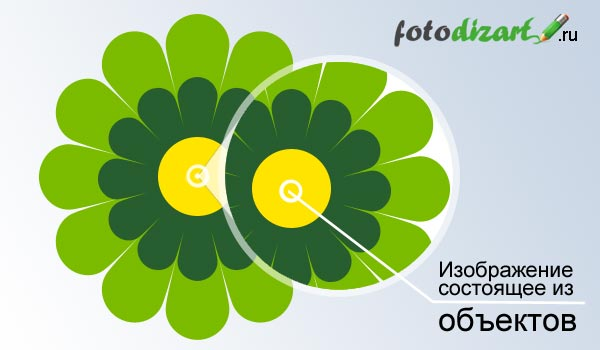 fotodizart.ru
Изображение
состоящее из
объектов